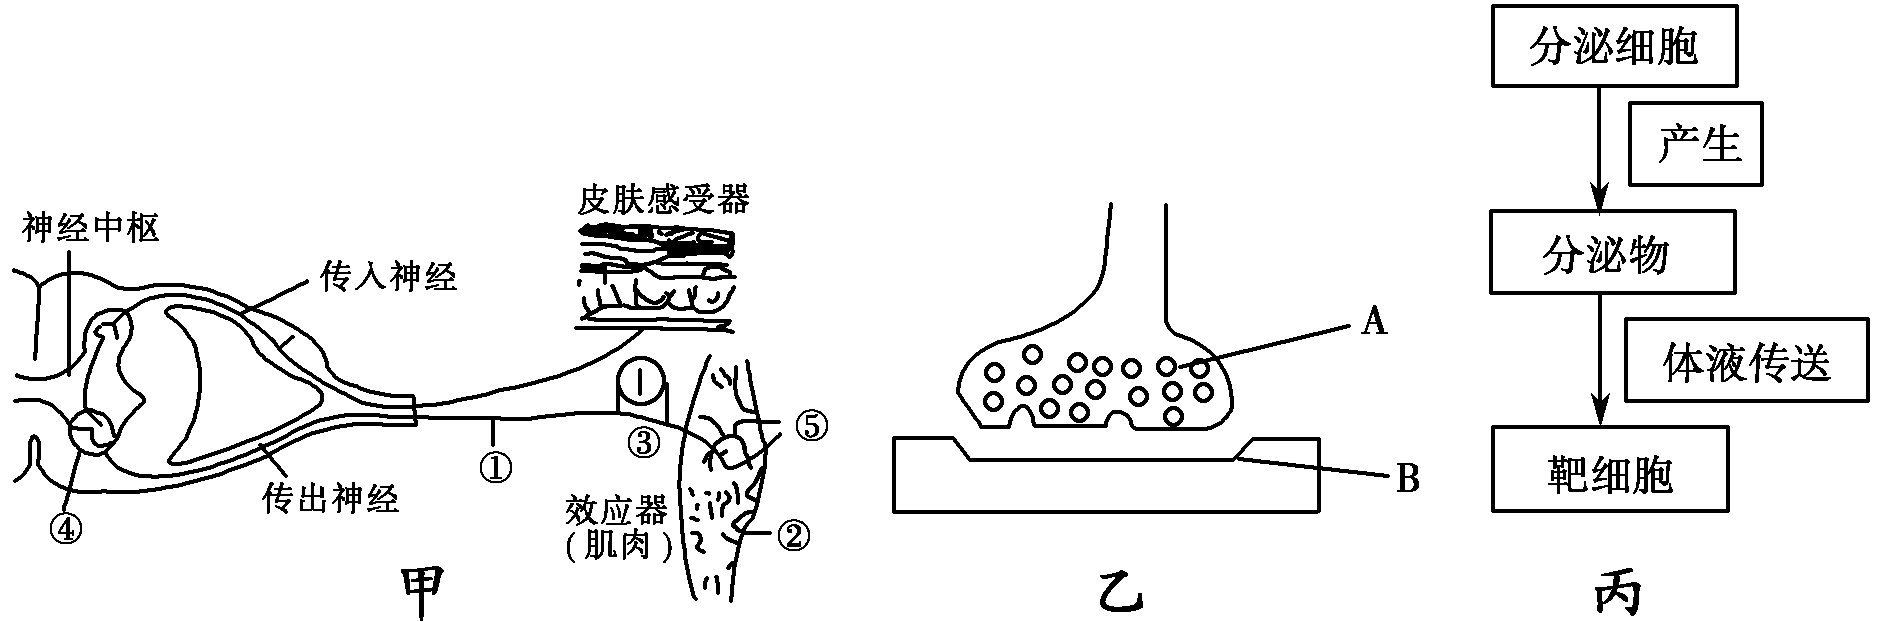 神经中枢
传入神经
皮肤感受器
①
③
⑤
④
传出神经
效应器
(肌肉)
②
甲
A
B
乙
分泌细胞
产生
分泌物
体液传送
靶细胞
丙